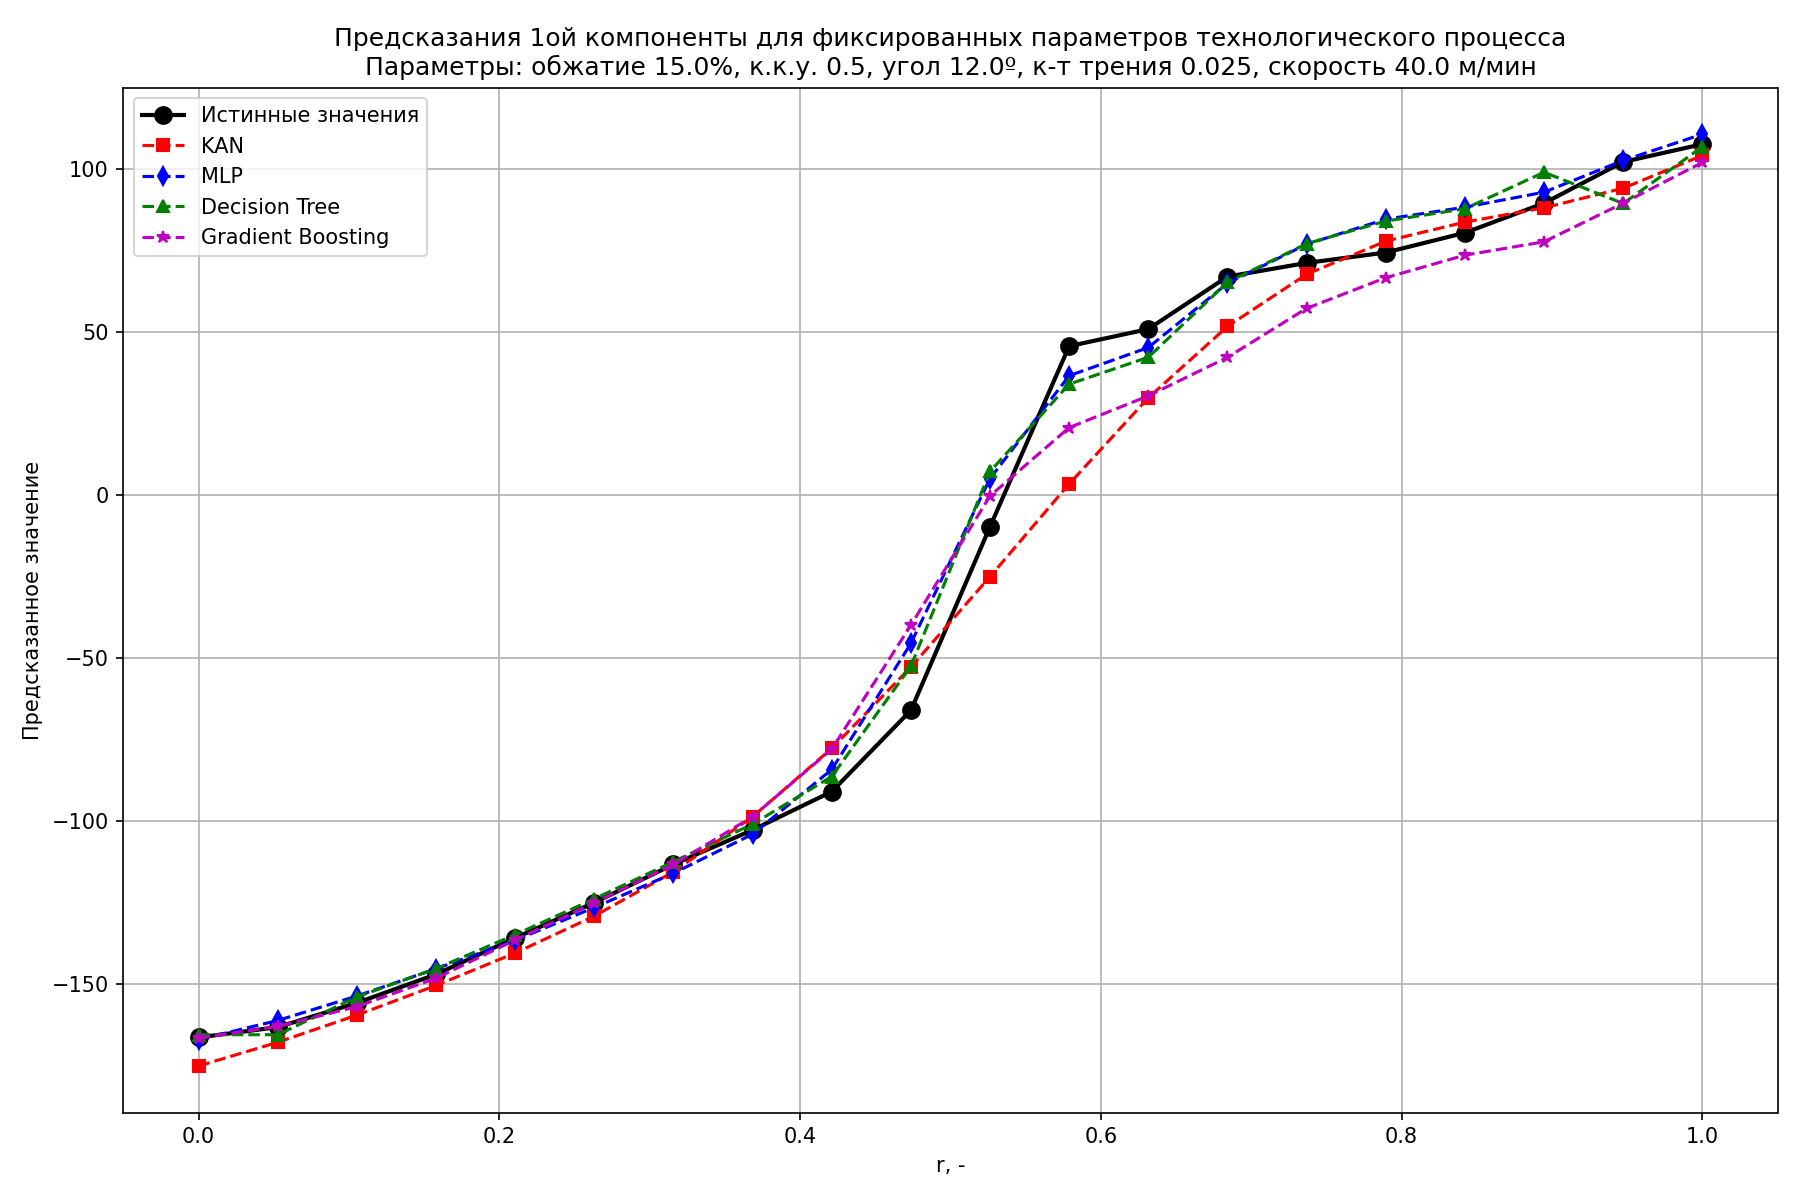 Предсказания 1ой компоненты для фиксированных параметров технологического процесса
Параметры: обжатие 15.0%, к.к.у. 0.5, угол 12.0º, к-т трения 0.025, скорость 40.0 м/мин
Истинные значения
KAN
MLP
Decision Tree
Gradient Boosting
Предсказанное значение
100
50
0
−50
−100
−150
0.0
0.2
0.4
0.6
0.8
1.0
r, -